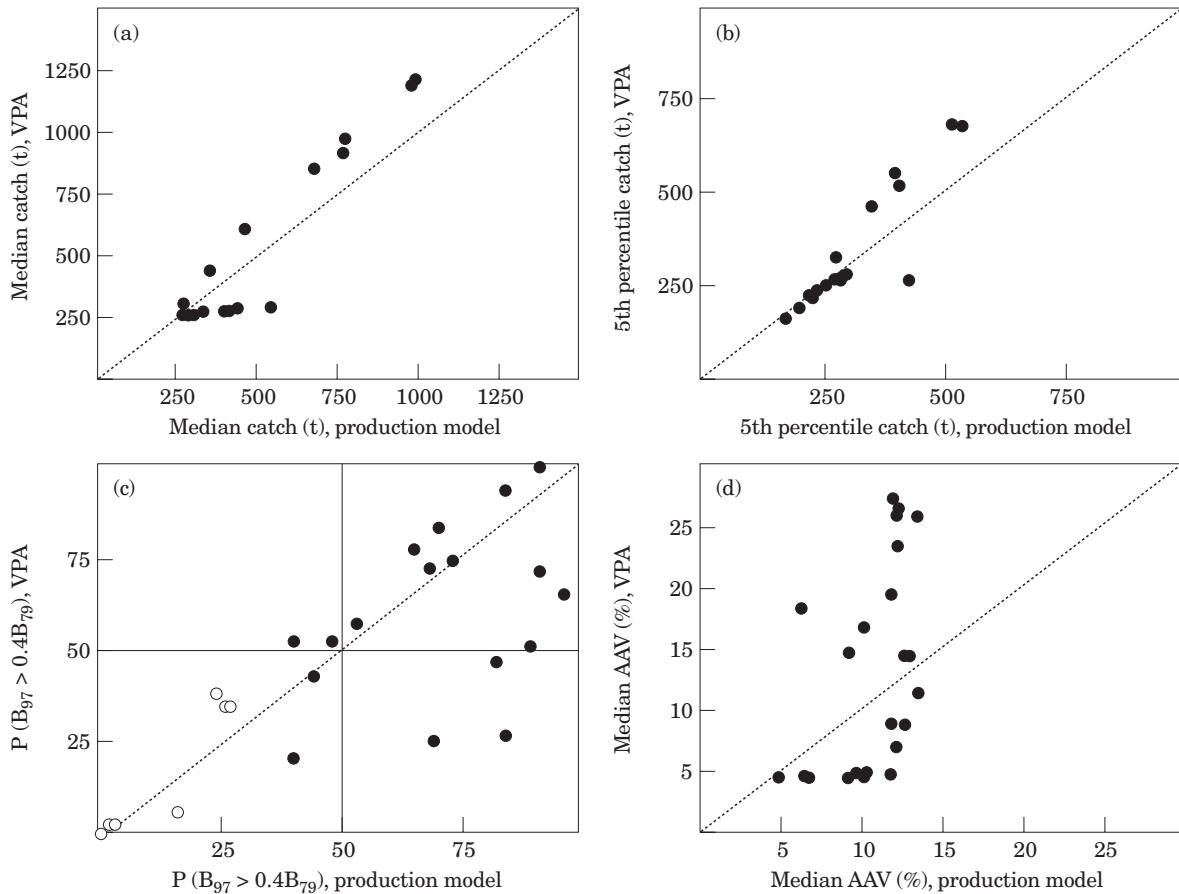 (a)
1250
1000
750
500
250
Median catch (t), VPA
250 500 750 1000 1250
Median catch (t), production model
(b)
750
500
250
5th percentile catch (t), VPA
250 500 750
5th percentile catch (t), production model
(c)
75
50
25
P (B97 > 0.4B79), VPA
25 50 75
P (B97 > 0.4B79), production model
(d)
25
20
15
10
5
Median AAV (%), VPA
5 10 15 20 25
Median AAV (%), production model